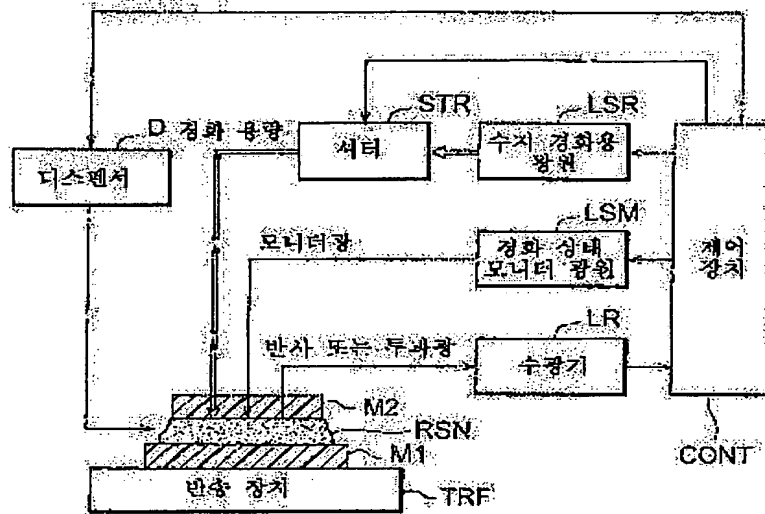 STR
LSR
D 경화 용량
디스펜서
셔터
수지 경화용
광원
LSM
모니터광
경화 상태
모니터 광원
제어
장치
LR
반사 또는 투과광
수광기
M2
RSN
M1
CONT
반송 장치
TRF